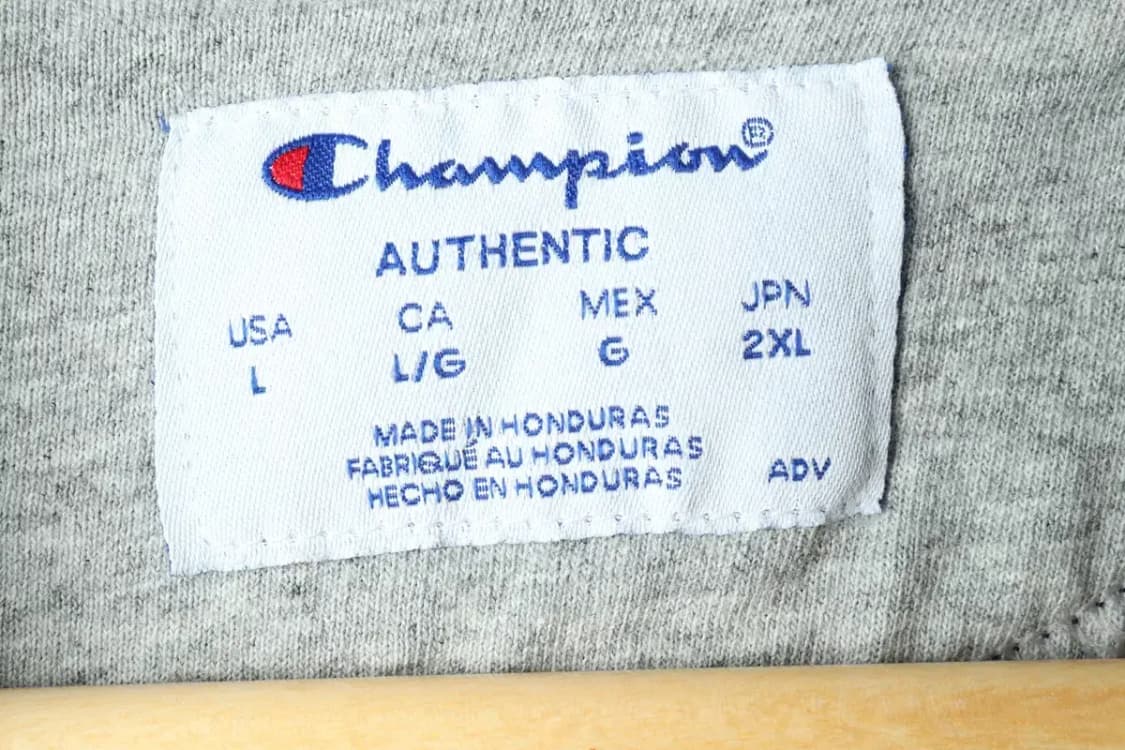 Champion®
AUTHENTIC
USA CA MEX JPN
L L/G G 2XL
MADE IN HONDURAS
FABRIQUÉ AU HONDURAS
HECHO EN HONDURAS ADV